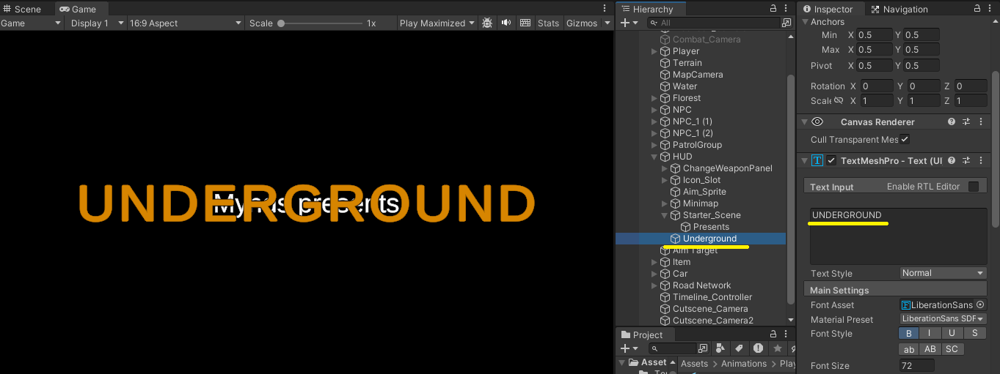 Scene Game
Game Display 1 16:9 Aspect Scale 1x Play Maximized Stats Gizmos
UNDERGROUND
presents
Hierarchy
All
Combat_Camera
Player
Terrain
MapCamera
Water
Florest
NPC
NPC_1 (1)
NPC_1 (2)
PatrolGroup
HUD
ChangeWeaponPanel
Icon_Slot
Aim_Sprite
Minimap
Starter_Scene
Presents
Underground
Aim Target
Item
Car
Road Network
Timeline_Controller
Cutscene_Camera
Cutscene_Camera2
Project
Asset Assets Animations Play
Inspector Navigation
Anchors
Min X 0.5 Y 0.5
Max X 0.5 Y 0.5
Pivot X 0.5 Y 0.5
Rotation X 0 Y 0 Z 0
Scale X 1 Y 1 Z 1
Canvas Renderer
Cull Transparent Mes
TextMeshPro - Text (UI
Text Input Enable RTL Editor
UNDERGROUND
Text Style Normal
Main Settings
Font Asset F LiberationSans
Material Preset LiberationSans SDF
Font Style B I U S
ab AB SC
Font Size 72